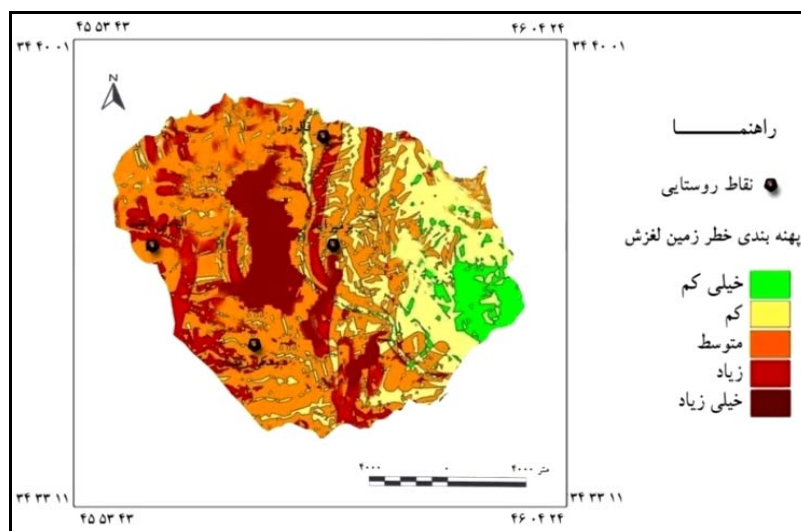 ۴۵ ۵۳ ۴۳
۴۶ ۰۴ ۲۴
۳۴ ۴۰ ۰۱
۳۴ ۴۰ ۰۱
N
راهنمـــــــا
نقاط روستایی
پهنه بندی خطر زمین لغزش
خیلی کم
کم
متوسط
زیاد
خیلی زیاد
۴۰۰۰ ۰ ۴۰۰۰ متر
۳۴ ۳۳ ۱۱
۳۴ ۳۳ ۱۱
۴۵ ۵۳ ۴۳
۴۶ ۰۴ ۲۴